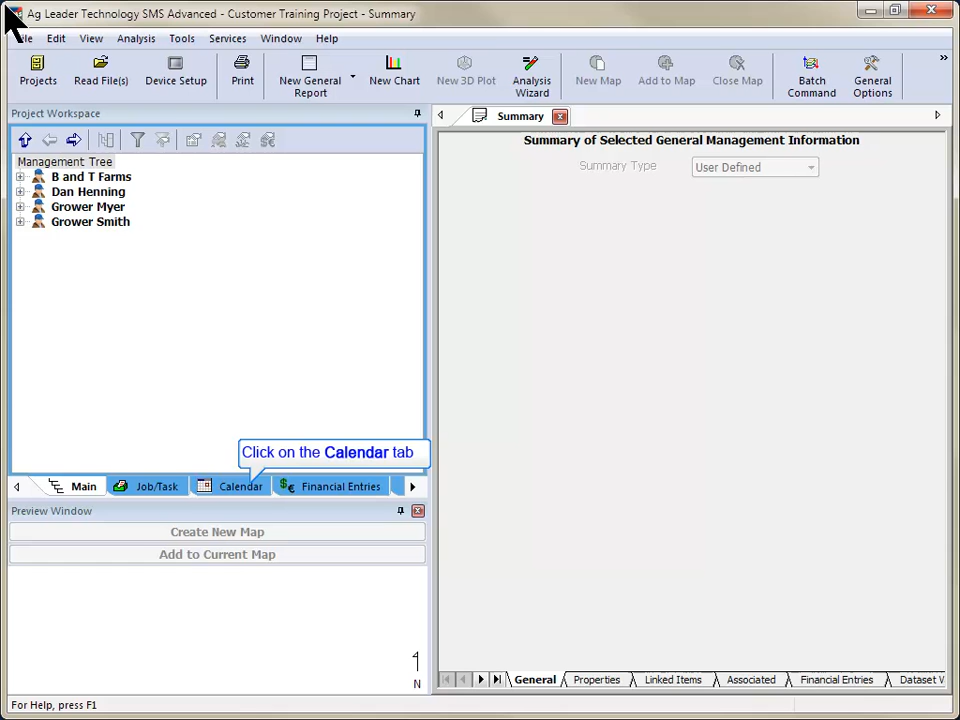 Ag Leader Technology SMS Advanced - Customer Training Project - Summary
Edit View Analysis Tools Services Window Help
Projects Read File(s) Device Setup Print New General Report New Chart New 3D Plot Analysis Wizard New Map Add to Map Close Map Batch Command General Options
Project Workspace
Summary
Summary of Selected General Management Information
Summary Type User Defined
Management Tree
B and T Farms
Dan Henning
Grower Myer
Grower Smith
Click on the Calendar tab
Main Job/Task Calendar Financial Entries
Preview Window
Create New Map
Add to Current Map
N
General Properties Linked Items Associated Financial Entries Dataset V
For Help, press F1